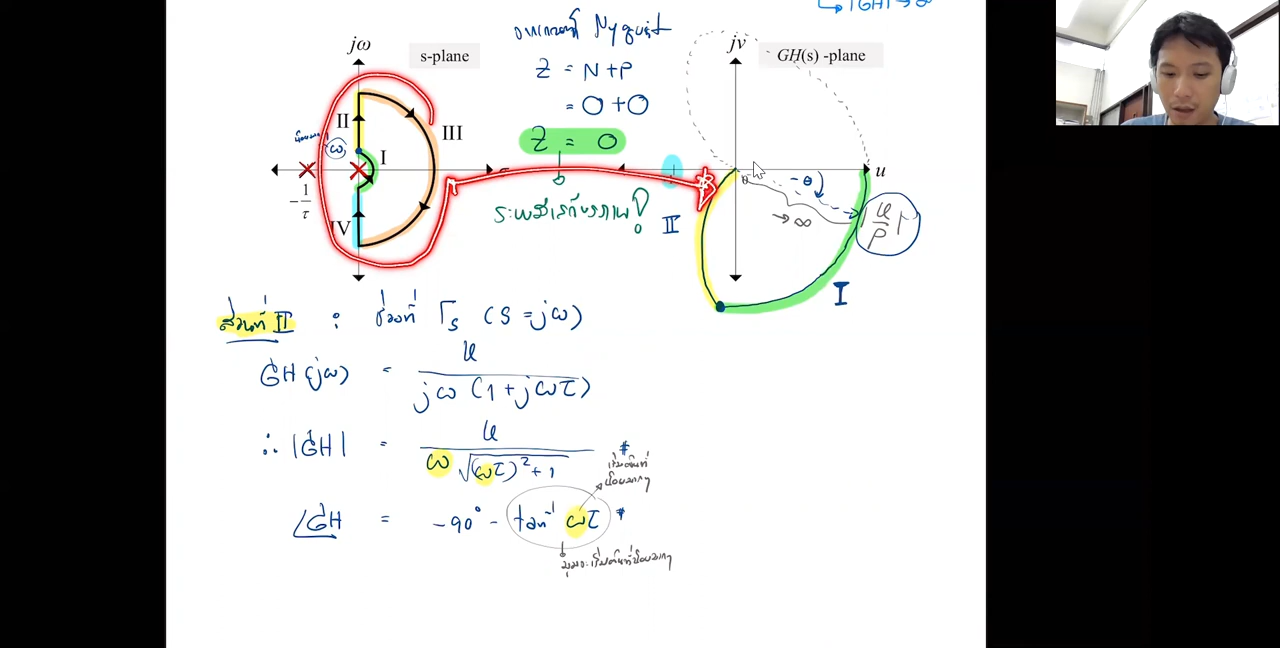 ↳ |GH| → ∞
เกณฑ์ Nyquist
jω
s-plane
jv
GH(s) -plane
Z = N+P
= 0 + 0
Z = 0
ระบบมีเสถียรภาพ!
II
III
I
IV
ω
σ
-1/τ
u
-θ
→ ∞
II
I
ส่วนที่ II : ช่วงที่ Γs (s = jω)
GH(jω) = K / jω (1 + jωτ)
∴ |GH| = K / ω√(ωτ)² + 1 *
∠GH = -90° - tan⁻¹ ωτ *